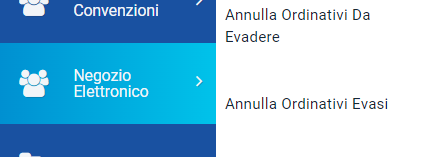 Convenzioni
Negozio
Elettronico
Annulla Ordinativi Da
Evadere
Annulla Ordinativi Evasi